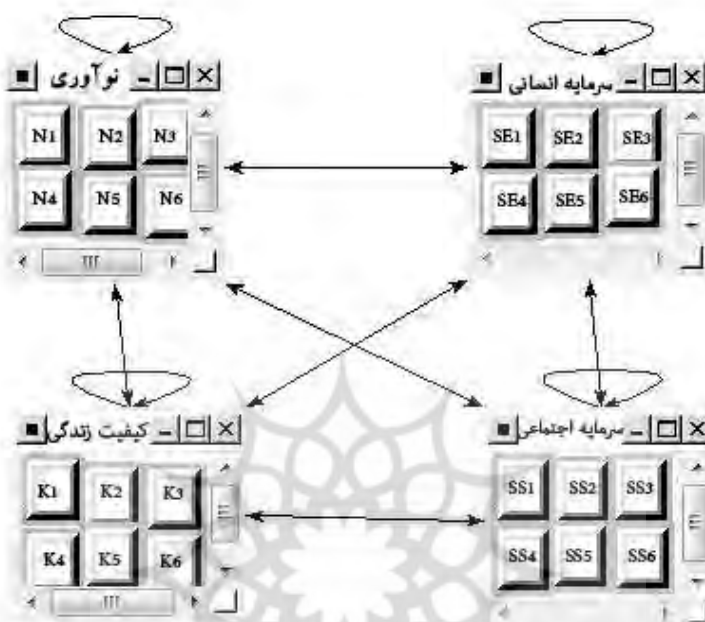 نوآوری
N1 N2 N3
N4 N5 N6
سرمایه انسانی
SE1 SE2 SE3
SE4 SE5 SE6
کیفیت زندگی
K1 K2 K3
K4 K5 K6
سرمایه اجتماعی
SS1 SS2 SS3
SS4 SS5 SS6